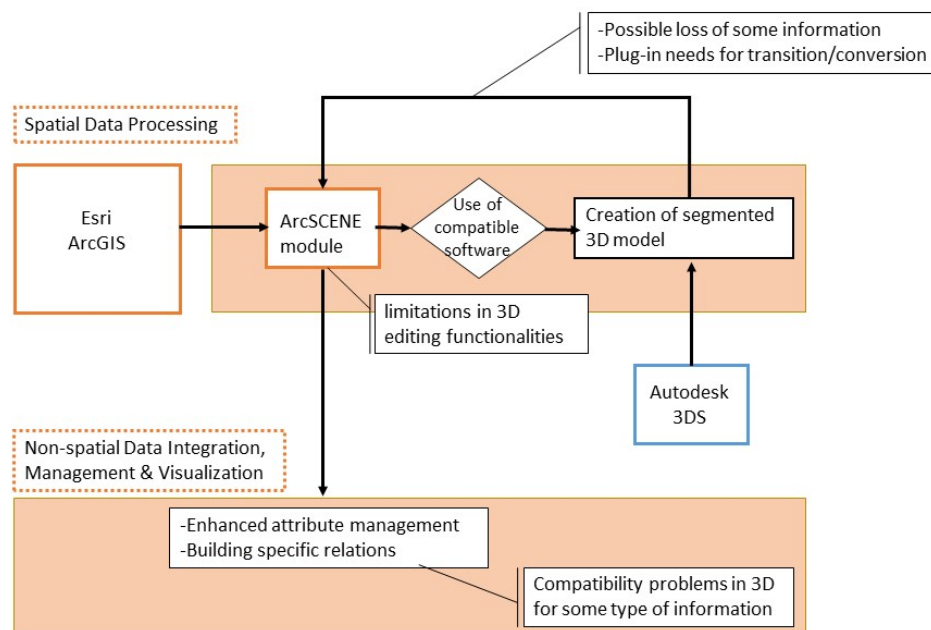 -Possible loss of some information
-Plug-in needs for transition/conversion
Spatial Data Processing
Esri
ArcGIS
ArcSCENE
module
Use of
compatible
software
Creation of segmented
3D model
limitations in 3D
editing functionalities
Autodesk
3DS
Non-spatial Data Integration,
Management & Visualization
-Enhanced attribute management
-Building specific relations
Compatibility problems in 3D
for some type of information